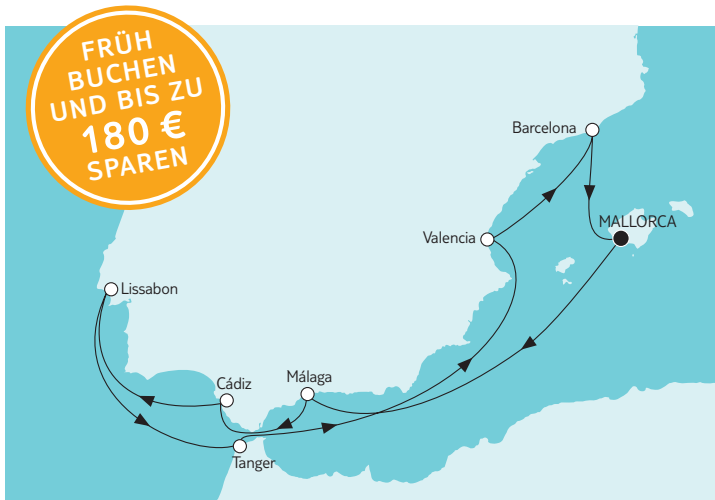 FRÜH
BUCHEN
UND BIS ZU
180 €
SPAREN
Barcelona
MALLORCA
Valencia
Lissabon
Málaga
Cádiz
Tanger